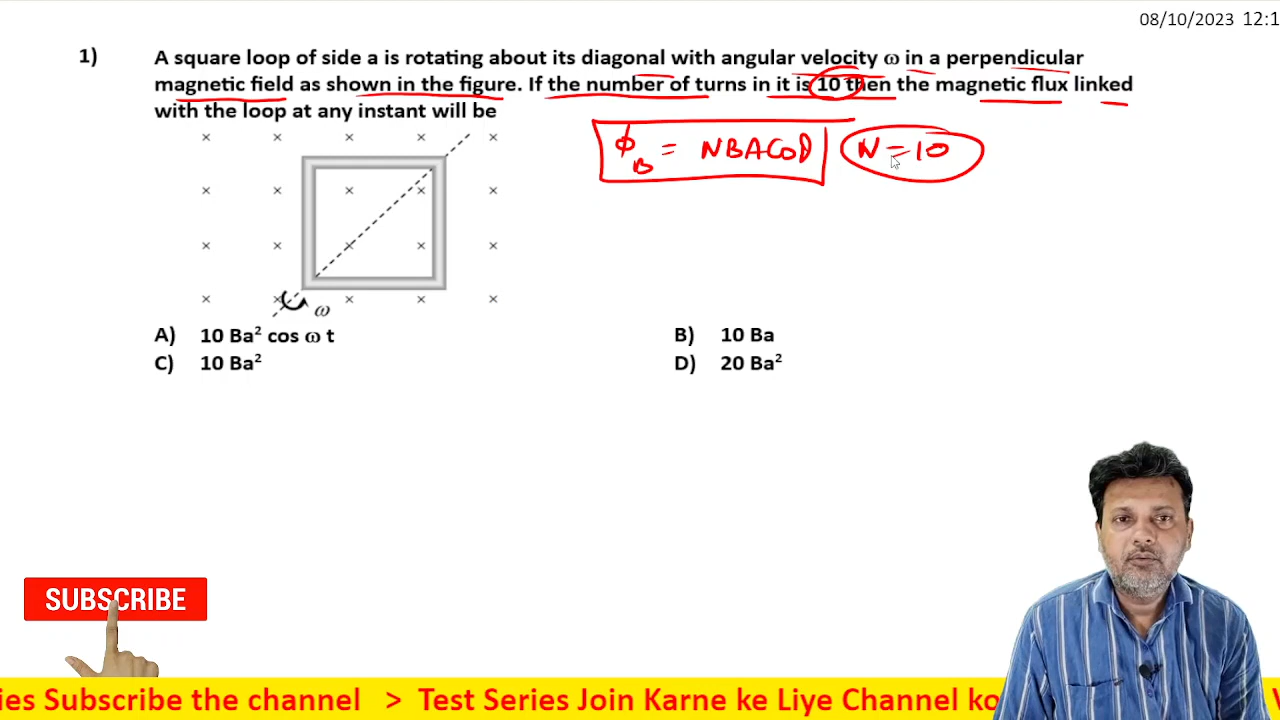 08/10/2023 12:1
1) A square loop of side a is rotating about its diagonal with angular velocity ω in a perpendicular
magnetic field as shown in the figure. If the number of turns in it is 10 then the magnetic flux linked
with the loop at any instant will be
ϕB = NBACosθ N=10
ω
A) 10 Ba² cos ω t B) 10 Ba
C) 10 Ba² D) 20 Ba²
SUBSCRIBE
ies Subscribe the channel > Test Series Join Karne ke Liye Channel ko